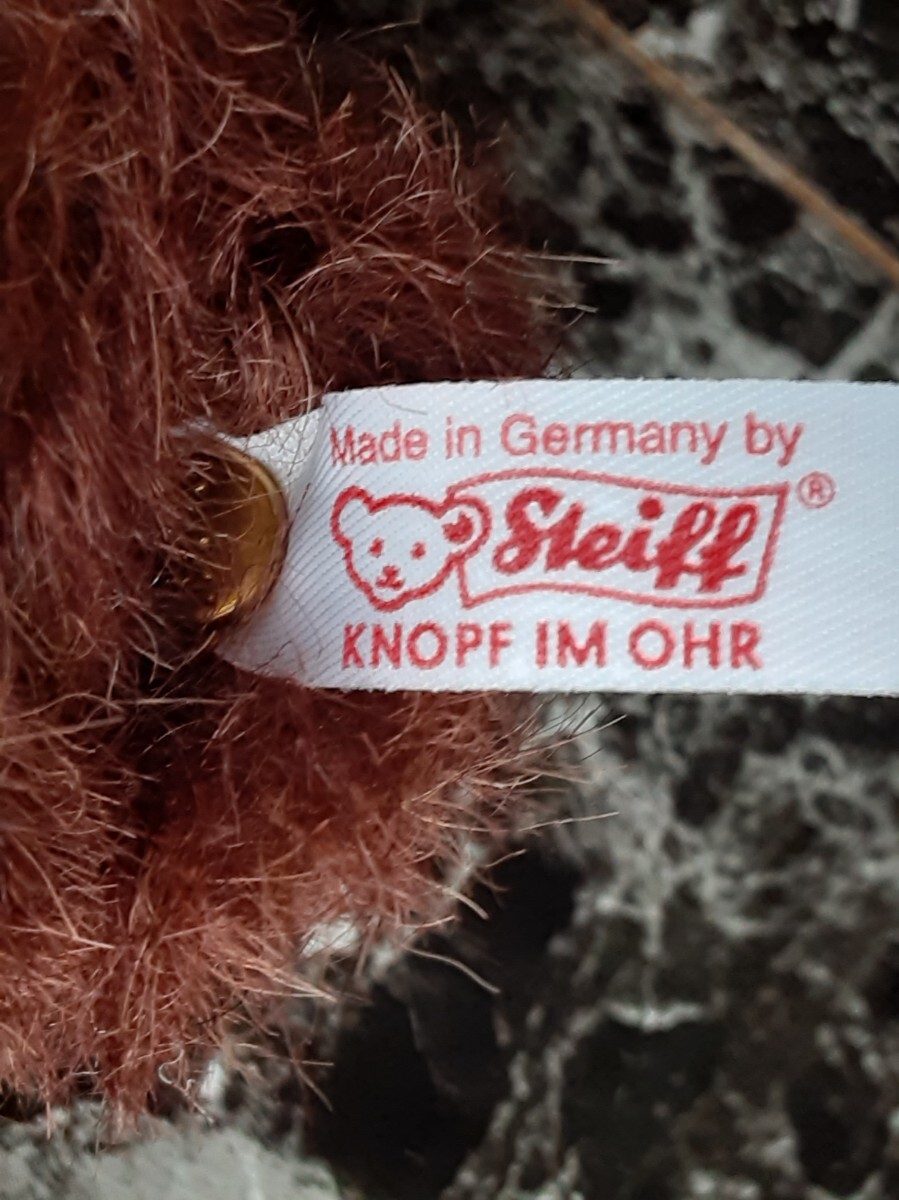 Made in Germany by
Steiff®
KNOPF IM OHR